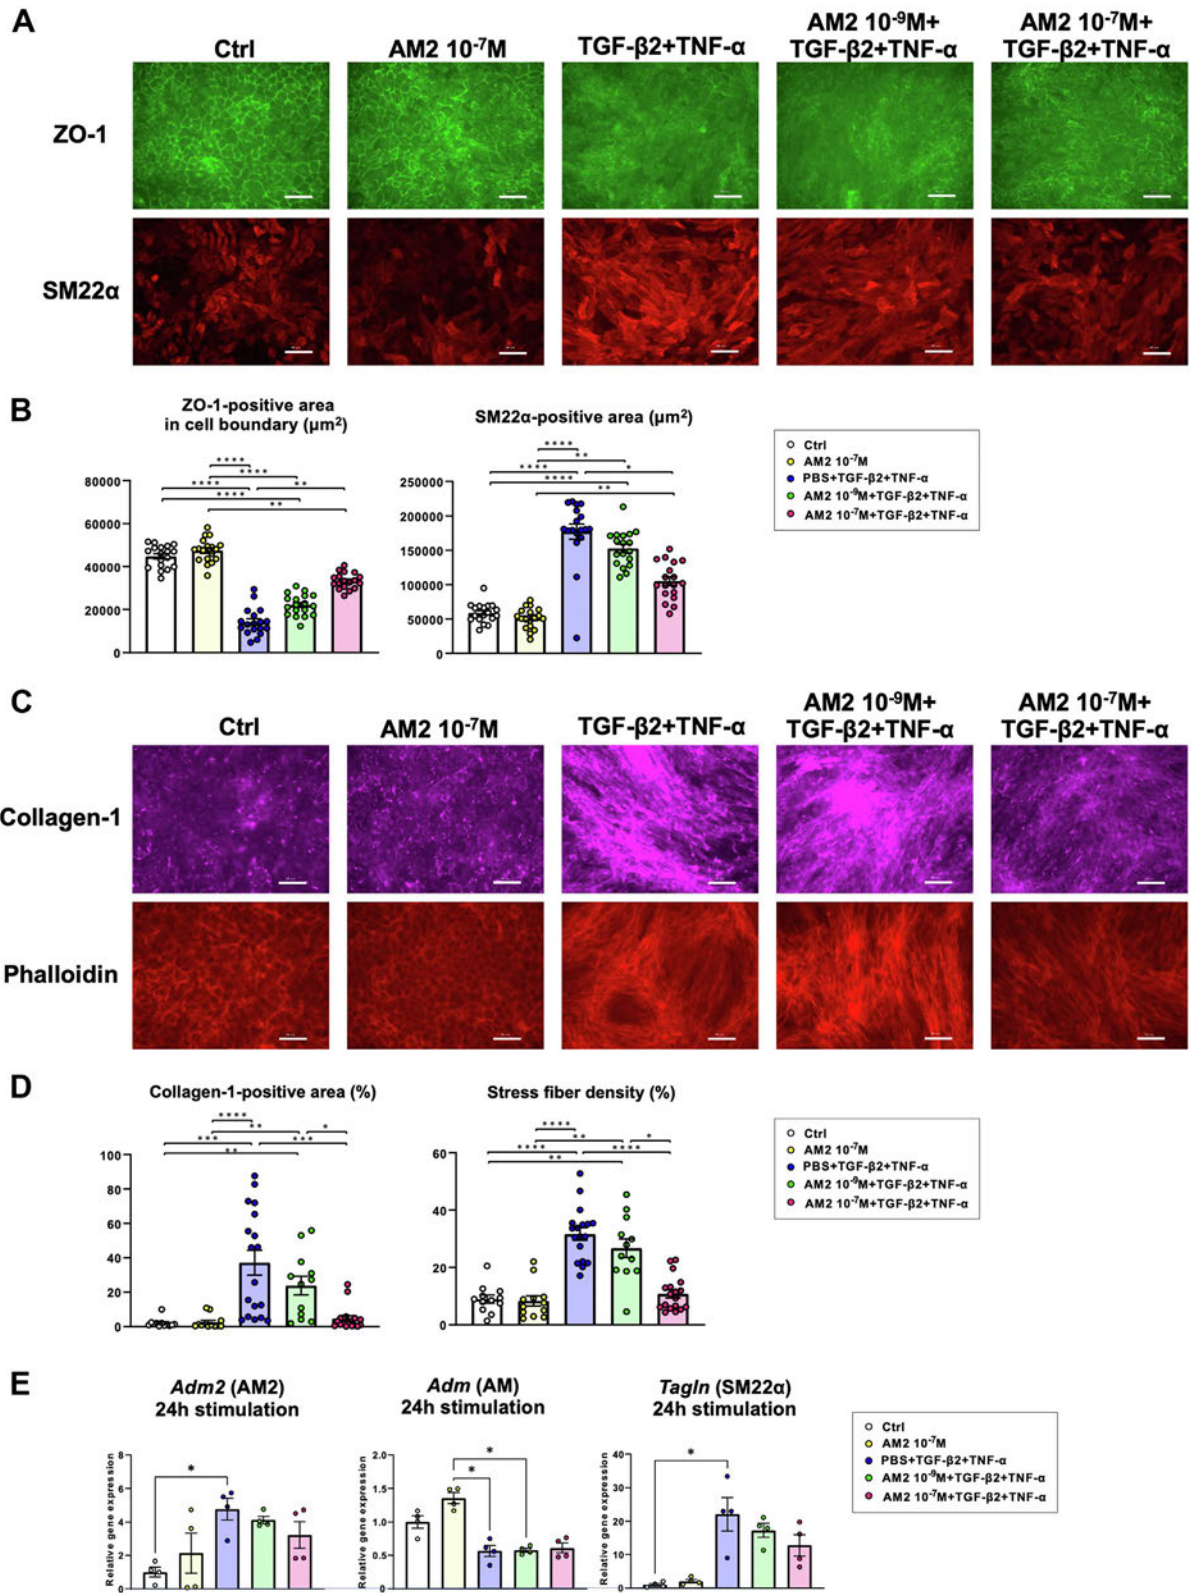 A
Ctrl
AM2 10⁻⁷M
TGF-β2+TNF-α
AM2 10⁻⁹M+
TGF-β2+TNF-α
AM2 10⁻⁷M+
TGF-β2+TNF-α
ZO-1
SM22α
B
ZO-1-positive area
in cell boundary (μm²)
****
****
****
**
****
**
80000
60000
40000
20000
0
SM22α-positive area (μm²)
****
**
****
*
****
**
250000
200000
150000
100000
50000
0
Ctrl
AM2 10⁻⁷M
PBS+TGF-β2+TNF-α
AM2 10⁻⁹M+TGF-β2+TNF-α
AM2 10⁻⁷M+TGF-β2+TNF-α
C
Ctrl
AM2 10⁻⁷M
TGF-β2+TNF-α
AM2 10⁻⁹M+
TGF-β2+TNF-α
AM2 10⁻⁷M+
TGF-β2+TNF-α
Collagen-1
Phalloidin
D
Collagen-1-positive area (%)
****
**
*
***
***
**
100
80
60
40
20
0
Stress fiber density (%)
****
**
*
****
****
**
60
40
20
0
Ctrl
AM2 10⁻⁷M
PBS+TGF-β2+TNF-α
AM2 10⁻⁹M+TGF-β2+TNF-α
AM2 10⁻⁷M+TGF-β2+TNF-α
E
Adm2 (AM2)
24h stimulation
Relative gene expression
*
8
6
4
2
0
Adm (AM)
24h stimulation
Relative gene expression
*
*
2.0
1.5
1.0
0.5
0
Tagln (SM22α)
24h stimulation
Relative gene expression
*
40
30
20
10
0
Ctrl
AM2 10⁻⁷M
PBS+TGF-β2+TNF-α
AM2 10⁻⁹M+TGF-β2+TNF-α
AM2 10⁻⁷M+TGF-β2+TNF-α